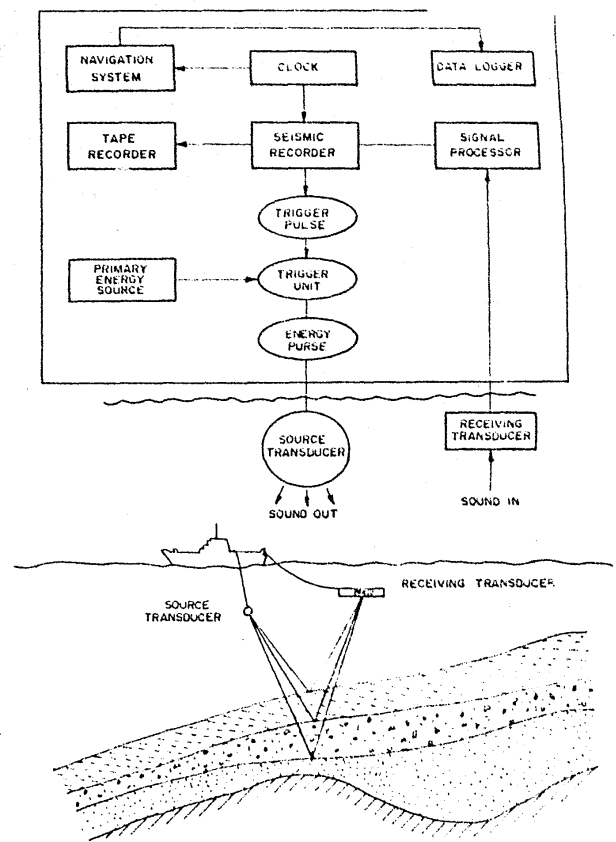 NAVIGATION
SYSTEM
CLOCK
DATA LOGGER
TAPE
RECORDER
SEISMIC
RECORDER
SIGNAL
PROCESSOR
TRIGGER
PULSE
PRIMARY
ENERGY
SOURCE
TRIGGER
UNIT
ENERGY
PURSE
SOURCE
TRANSDUCER
RECEIVING
TRANSDUCER
SOUND OUT
SOUND IN
RECEIVING TRANSDUCER
SOURCE
TRANSDUCER